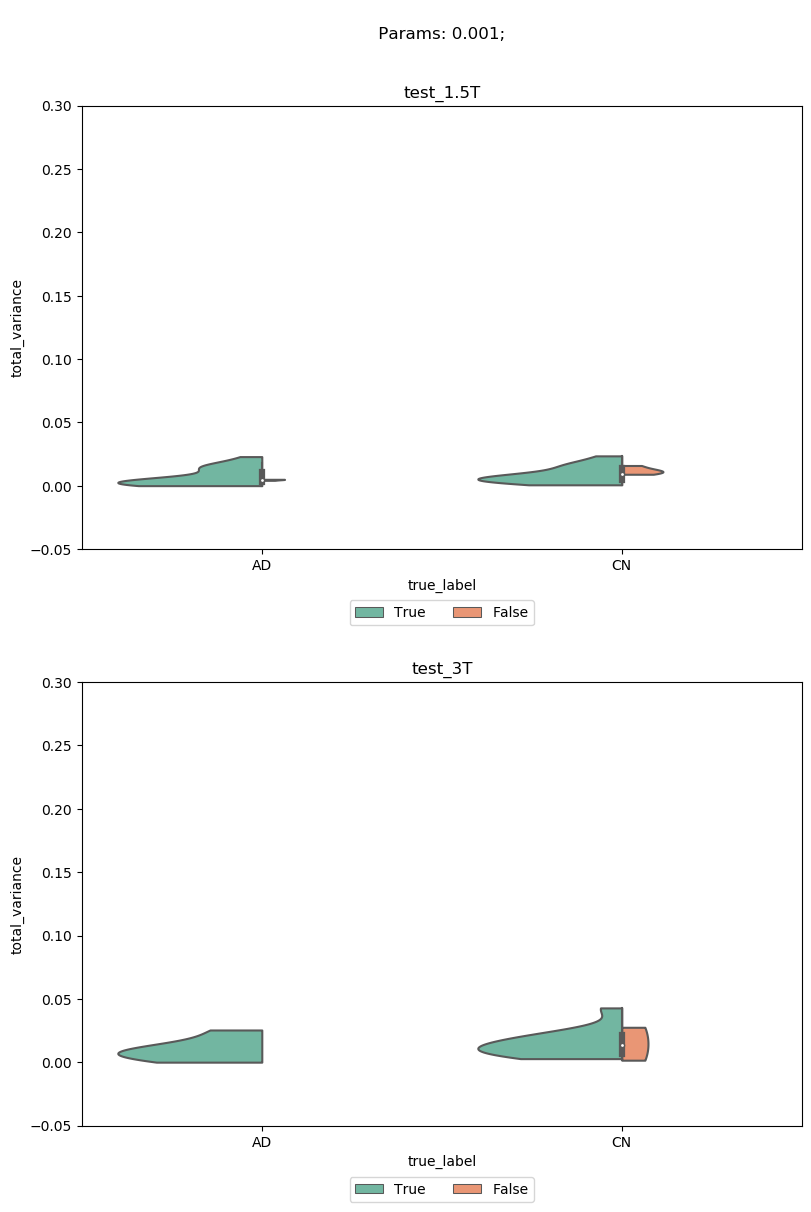 Params: 0.001;
test_1.5T
0.30
0.25
0.20
0.15
0.10
0.05
0.00
−0.05
total_variance
AD CN
true_label
True False
test_3T
0.30
0.25
0.20
0.15
0.10
0.05
0.00
−0.05
total_variance
AD CN
true_label
True False